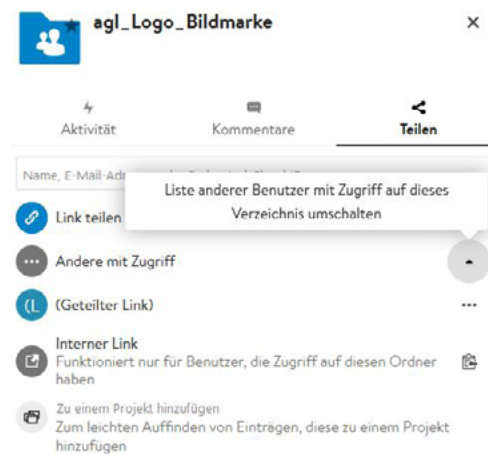 agl_Logo_Bildmarke
Aktivität
Kommentare
Teilen
Name, E-Mail-Ad
Liste anderer Benutzer mit Zugriff auf dieses
Verzeichnis umschalten
Link teilen
Andere mit Zugriff
(L
(Geteilter Link)
Interner Link
Funktioniert nur für Benutzer, die Zugriff auf diesen Ordner
haben
Zu einem Projekt hinzufügen
Zum leichten Auffinden von Einträgen, diese zu einem Projekt
hinzufügen